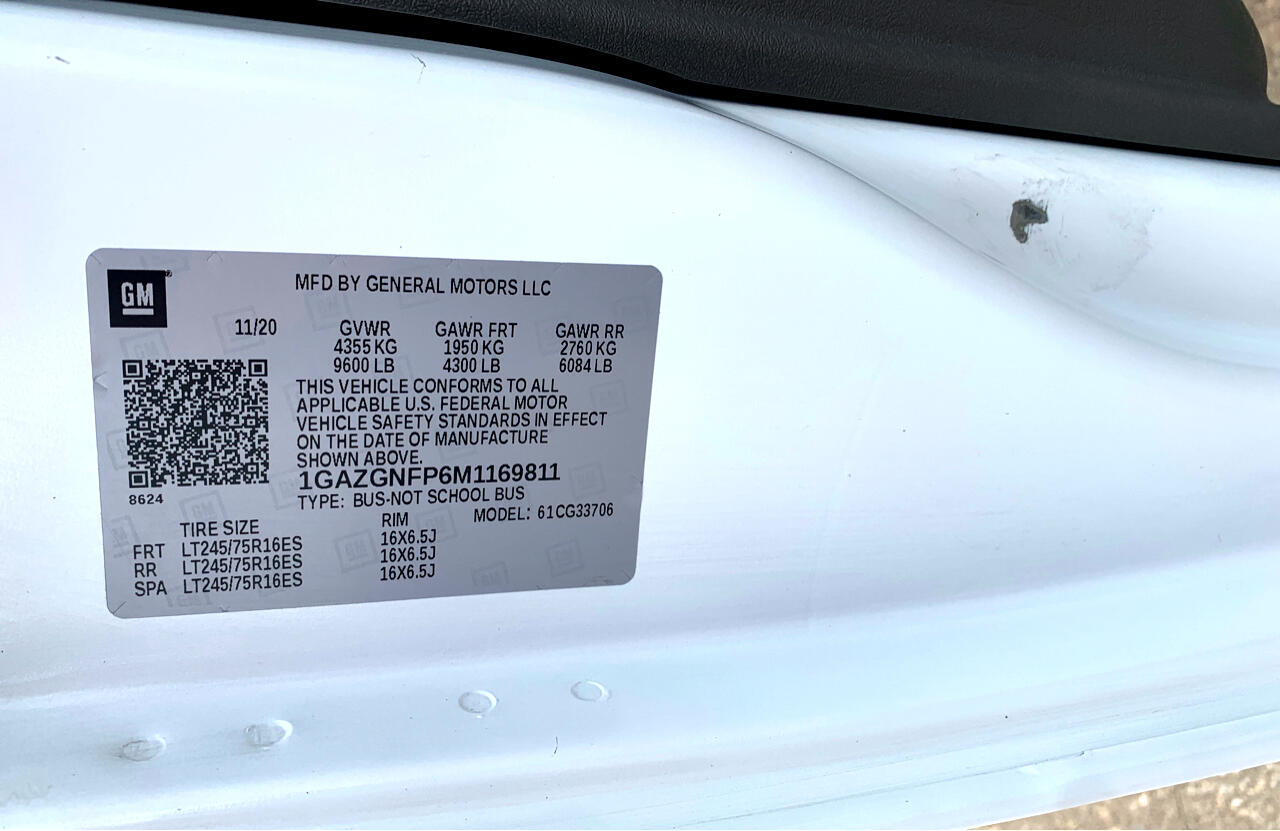 GM
MFD BY GENERAL MOTORS LLC
11/20 GVWR GAWR FRT GAWR RR
4355 KG 1950 KG 2760 KG
9600 LB 4300 LB 6084 LB
THIS VEHICLE CONFORMS TO ALL
APPLICABLE U.S. FEDERAL MOTOR
VEHICLE SAFETY STANDARDS IN EFFECT
ON THE DATE OF MANUFACTURE
SHOWN ABOVE.
1GAZGNFP6M1169811
8624
TYPE: BUS-NOT SCHOOL BUS
MODEL: 61CG33706
TIRE SIZE RIM
FRT LT245/75R16ES 16X6.5J
RR LT245/75R16ES 16X6.5J
SPA LT245/75R16ES 16X6.5J